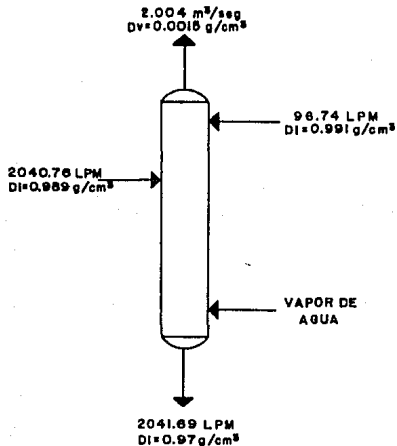 2.004 m³/seg
Dv=0.0015 g/cm³
96.74 LPM
Dl=0.991 g/cm³
2040.76 LPM
Dl=0.989 g/cm³
VAPOR DE
AGUA
2041.69 LPM
Dl=0.97 g/cm³